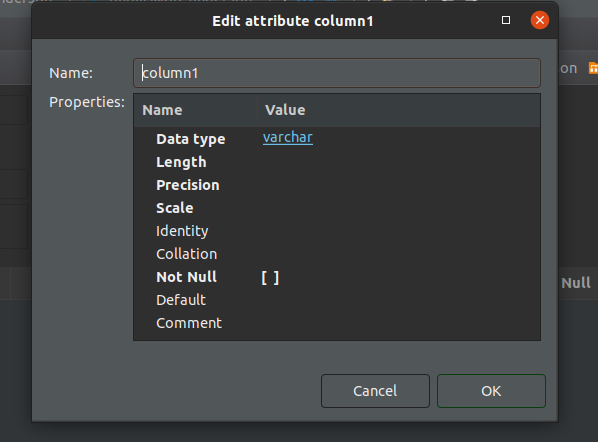 Edit attribute column1
Name: column1
on
Properties:
Name Value
Data type varchar
Length
Precision
Scale
Identity
Collation
Not Null [ ]
Null
Default
Comment
Cancel OK